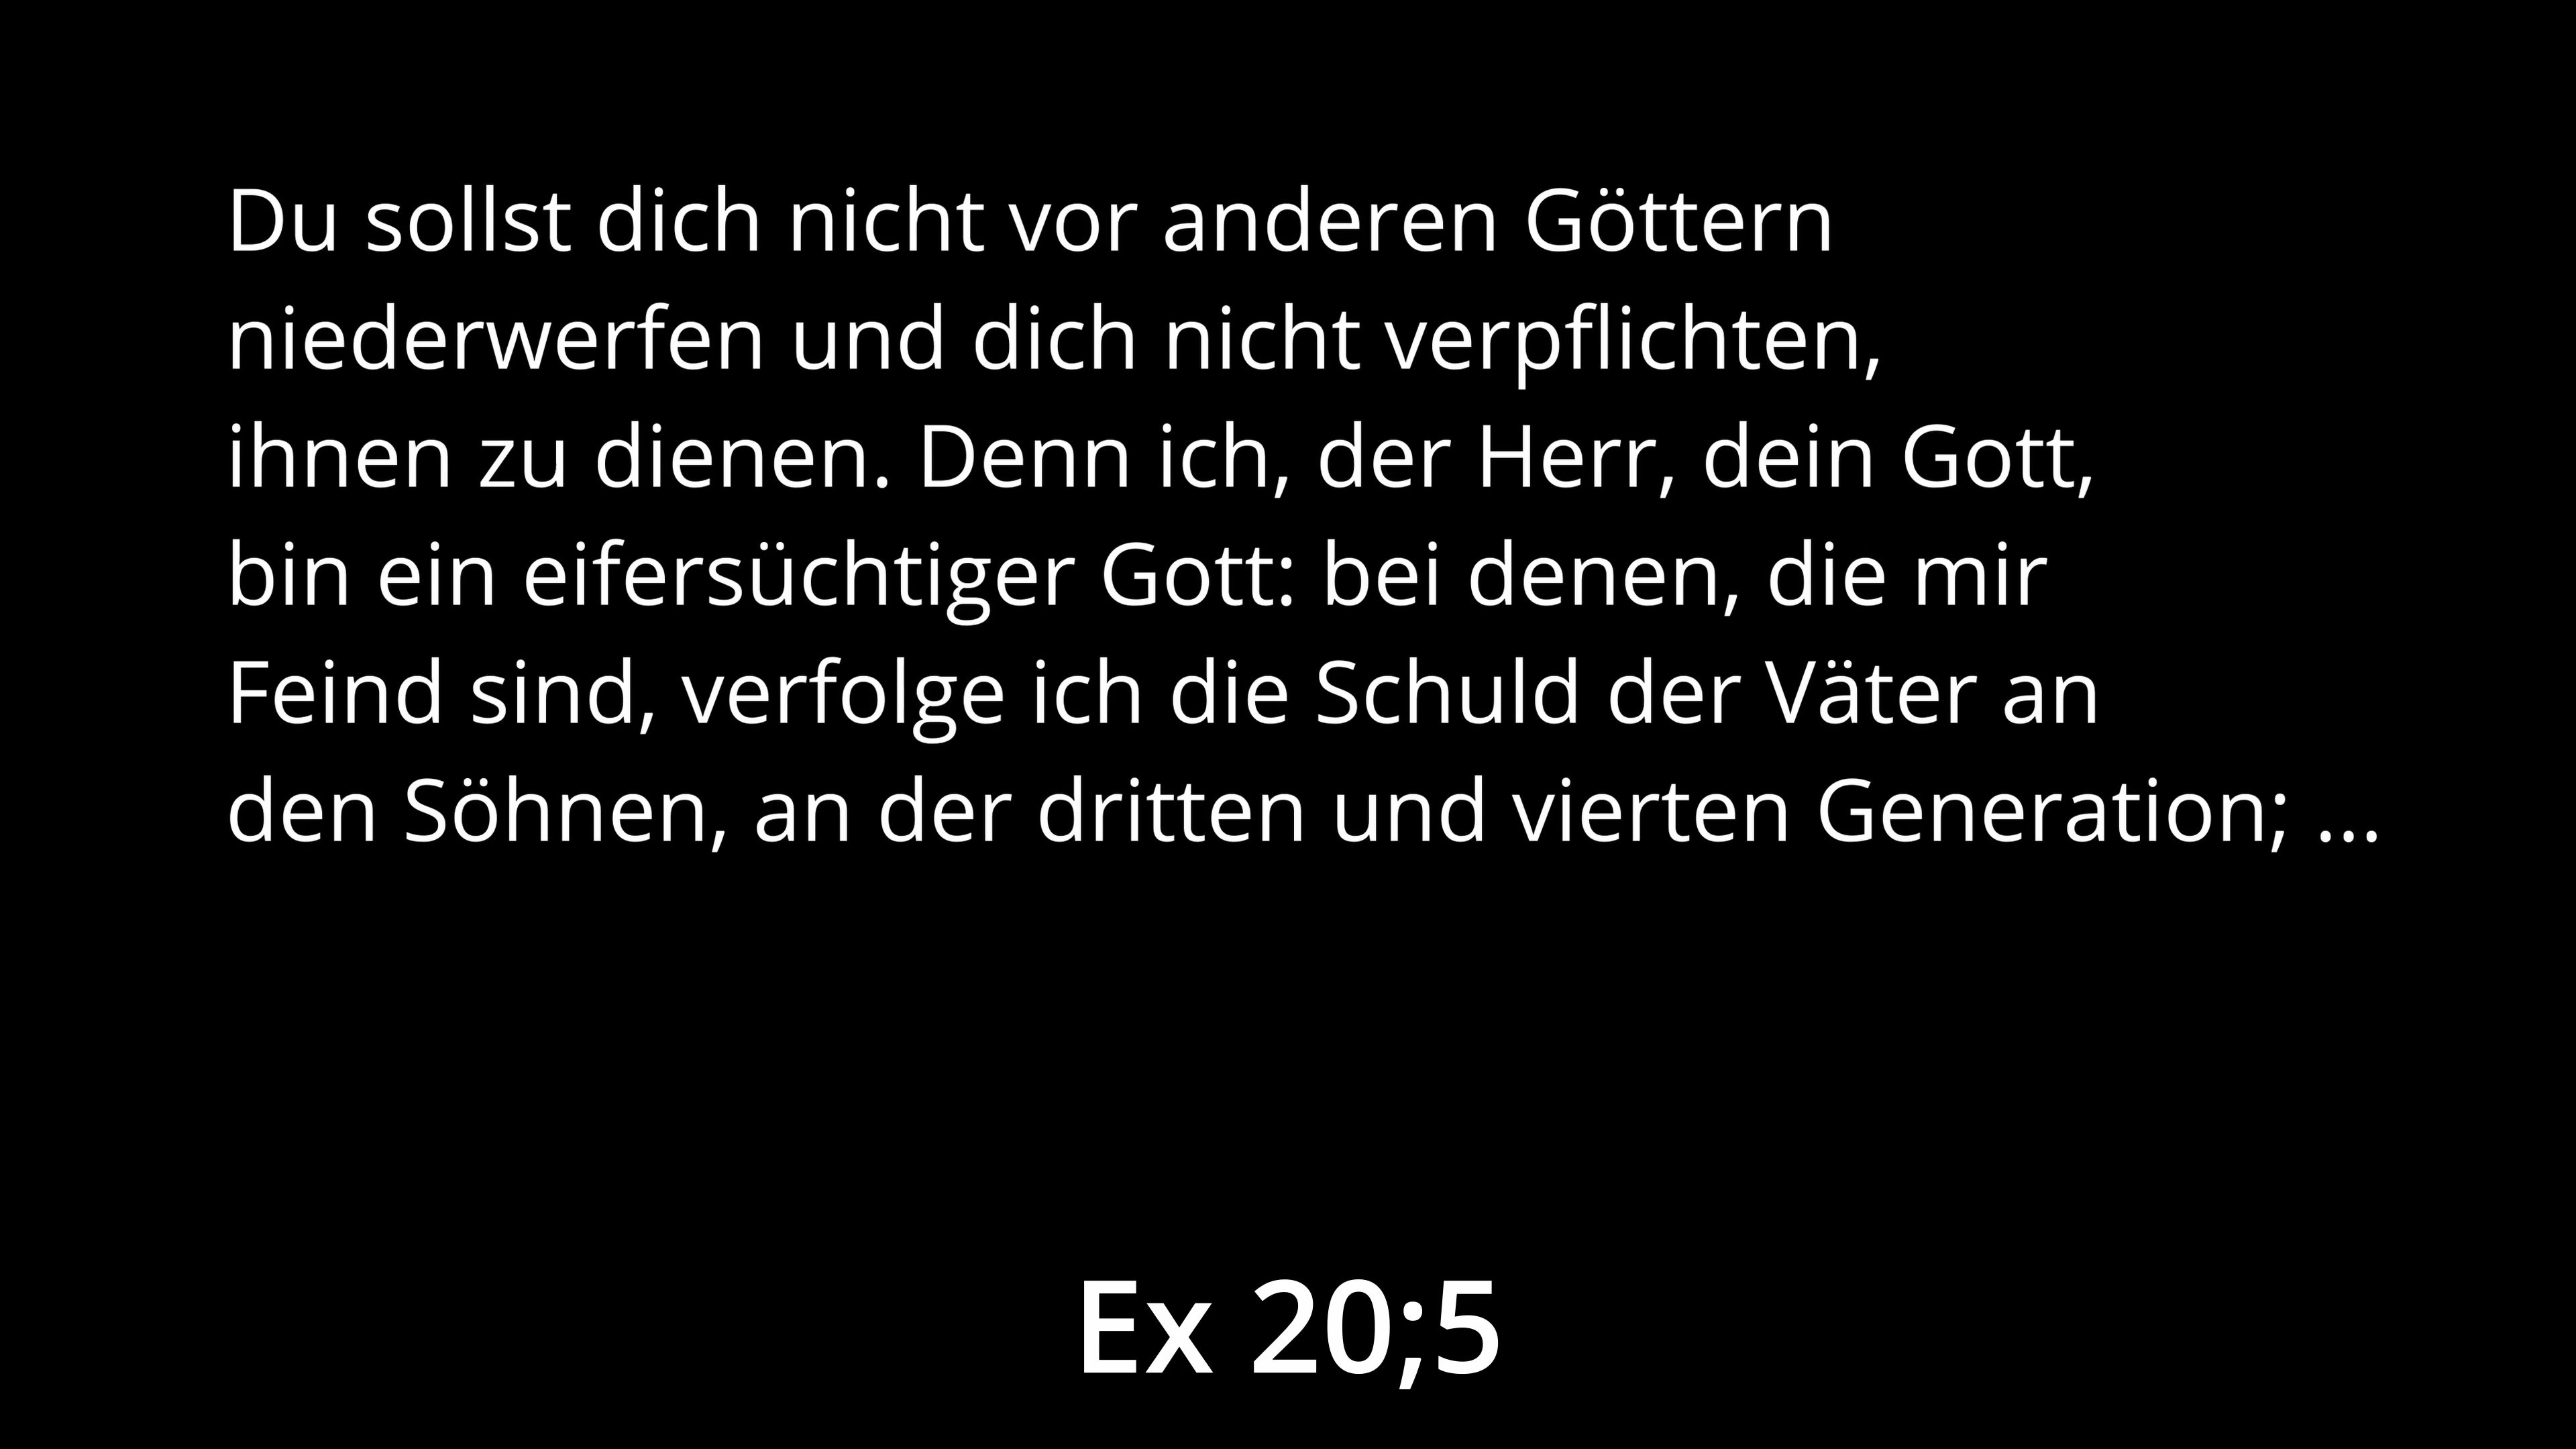 Du sollst dich nicht vor anderen Göttern
niederwerfen und dich nicht verpflichten,
ihnen zu dienen. Denn ich, der Herr, dein Gott,
bin ein eifersüchtiger Gott: bei denen, die mir
Feind sind, verfolge ich die Schuld der Väter an
den Söhnen, an der dritten und vierten Generation; ...
Ex 20;5